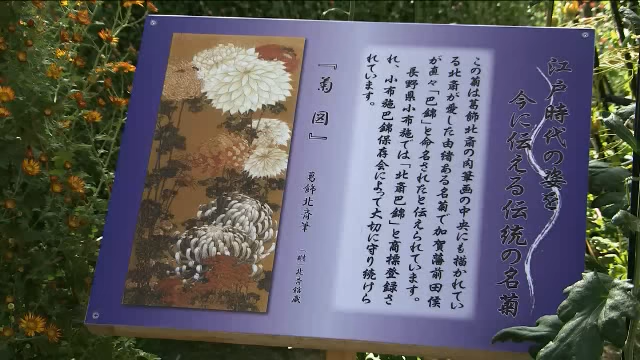 江戸時代の姿を
今に伝える伝統の名菊
この菊は葛飾北斎の肉筆画の中央にも描かれてい
る北斎が愛した由緒ある名菊で加賀藩前田侯
が直々「巴錦」と命名されたと伝えられています。
長野県小布施では「北斎巴錦」と商標登録さ
れ、小布施巴錦保存会によって大切に守り続けら
れています。
『菊図』
葛飾北斎筆
北斎館蔵